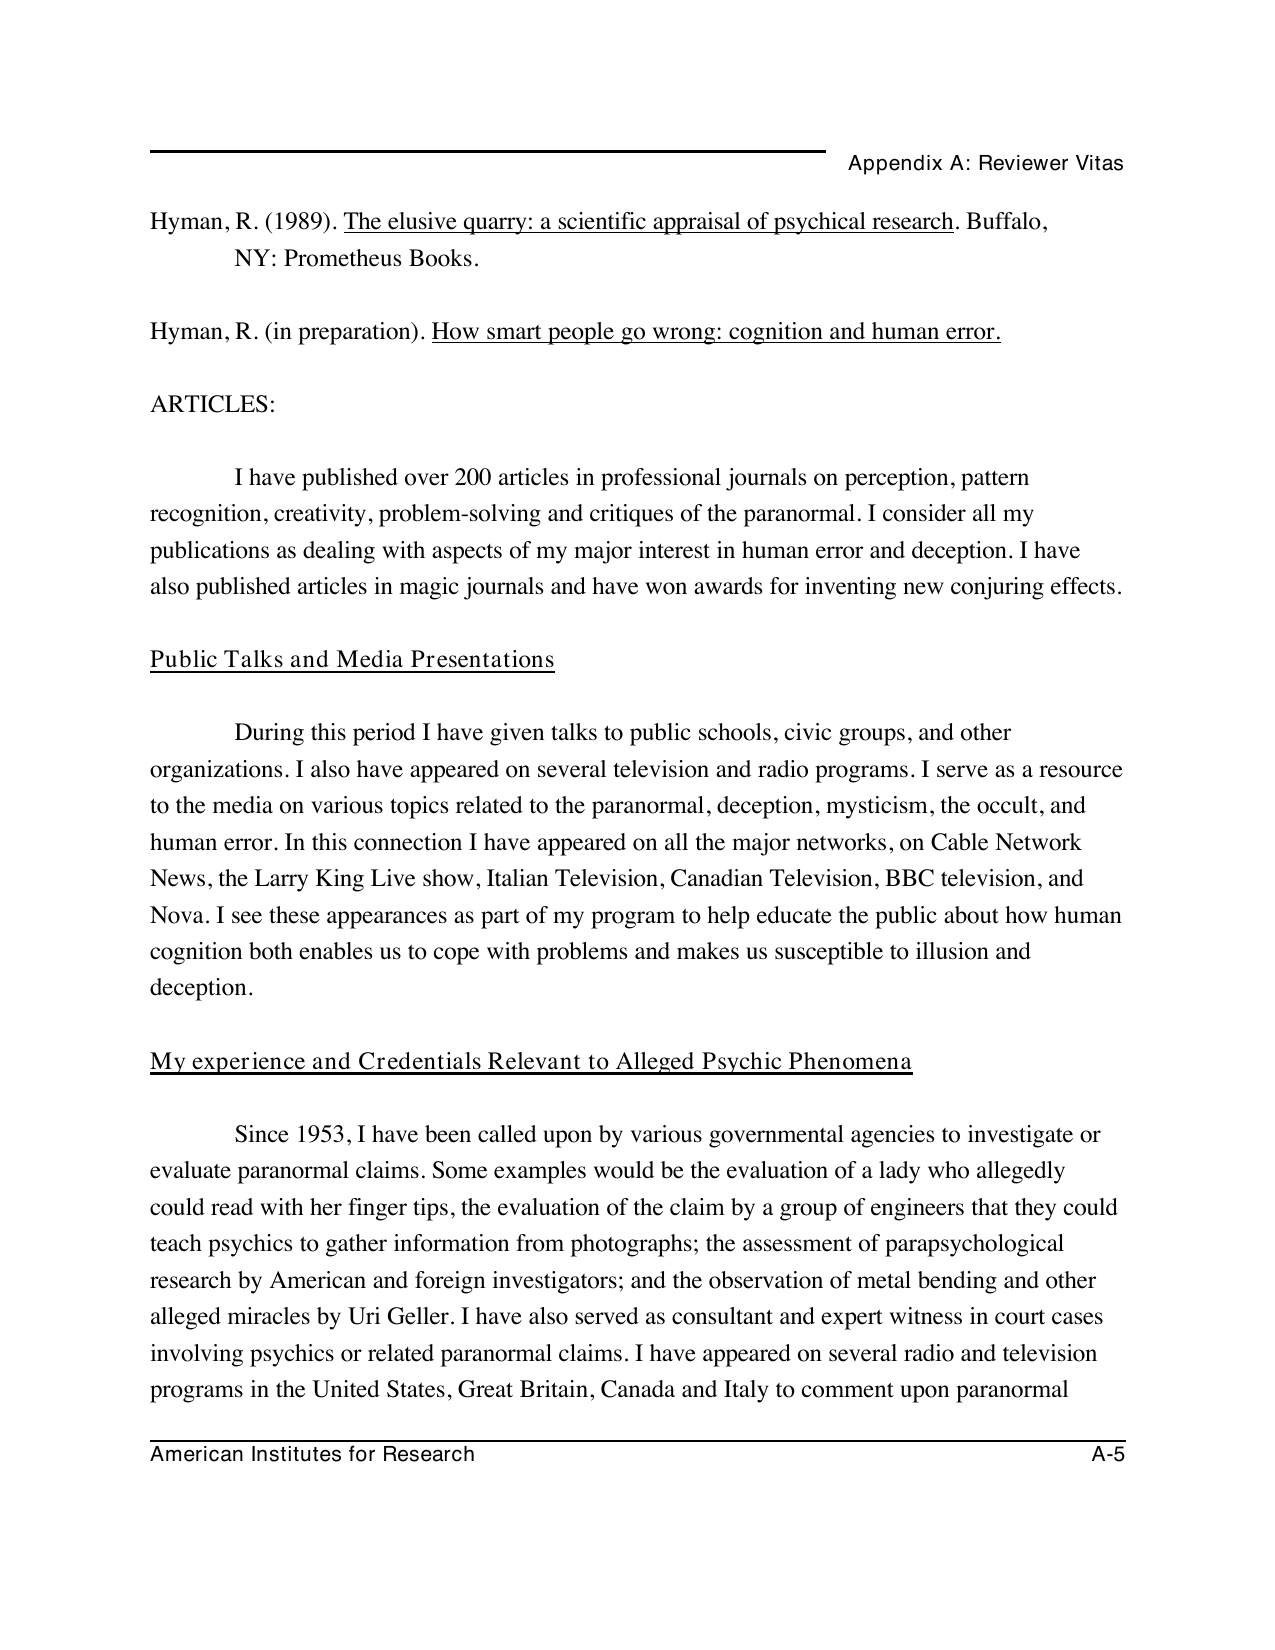 Appendix A: Reviewer Vitas
Hyman, R. (1989). The elusive quarry: a scientific appraisal of psychical research. Buffalo,
NY: Prometheus Books.
Hyman, R. (in preparation). How smart people go wrong: cognition and human error.
ARTICLES:
I have published over 200 articles in professional journals on perception, pattern
recognition, creativity, problem-solving and critiques of the paranormal. I consider all my
publications as dealing with aspects of my major interest in human error and deception. I have
also published articles in magic journals and have won awards for inventing new conjuring effects.
Public Talks and Media Presentations
During this period I have given talks to public schools, civic groups, and other
organizations. I also have appeared on several television and radio programs. I serve as a resource
to the media on various topics related to the paranormal, deception, mysticism, the occult, and
human error. In this connection I have appeared on all the major networks, on Cable Network
News, the Larry King Live show, Italian Television, Canadian Television, BBC television, and
Nova. I see these appearances as part of my program to help educate the public about how human
cognition both enables us to cope with problems and makes us susceptible to illusion and
deception.
My experience and Credentials Relevant to Alleged Psychic Phenomena
Since 1953, I have been called upon by various governmental agencies to investigate or
evaluate paranormal claims. Some examples would be the evaluation of a lady who allegedly
could read with her finger tips, the evaluation of the claim by a group of engineers that they could
teach psychics to gather information from photographs; the assessment of parapsychological
research by American and foreign investigators; and the observation of metal bending and other
alleged miracles by Uri Geller. I have also served as consultant and expert witness in court cases
involving psychics or related paranormal claims. I have appeared on several radio and television
programs in the United States, Great Britain, Canada and Italy to comment upon paranormal
American Institutes for Research A-5